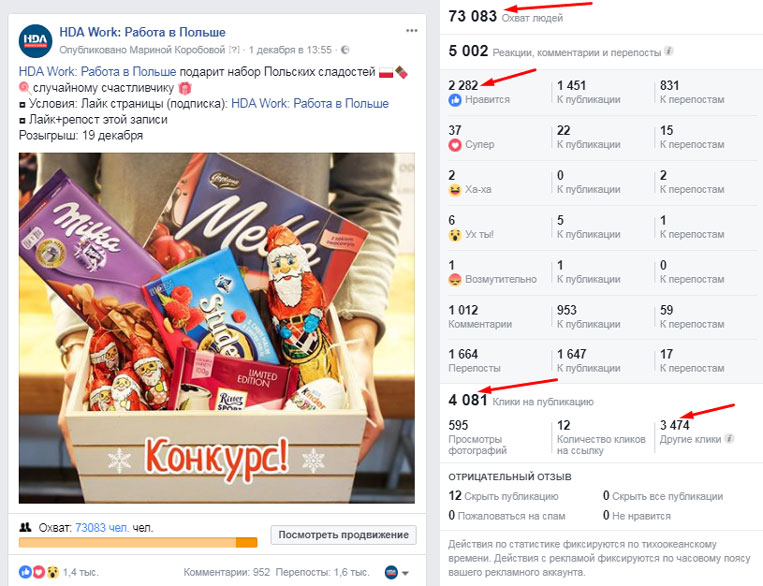 HDA Work: Работа в Польше
Опубликовано Мариной Коробовой [?] · 1 декабря в 13:55 ·
HDA Work: Работа в Польше подарит набор Польских сладостей
случайному счастливчику
Условия: Лайк страницы (подписка): HDA Work: Работа в Польше
Лайк+репост этой записи
Розыгрыш: 19 декабря
HDA
Goplana
Mella
Milka
Studen
LIMITED
EDITION
100g
Ritter
SPORT
kinder
Конкурс!
Охват: 73083 чел. чел.
Посмотреть продвижение
1,4 тыс.
Комментарии: 952 Перепосты: 1,6 тыс.
73 083 Охват людей
5 002 Реакции, комментарии и перепосты
2 282 Нравится
1 451 К публикации
831 К перепостам
37 Супер
22 К публикации
15 К перепостам
2 Ха-ха
0 К публикации
2 К перепостам
6 Ух ты!
5 К публикации
1 К перепостам
1 Возмутительно
1 К публикации
0 К перепостам
1 012 Комментарии
953 К публикации
59 К перепостам
1 664 Перепосты
1 647 К публикации
17 К перепостам
4 081 Клики на публикацию
595 Просмотры
фотографий
12 Количество кликов
на ссылку
3 474 Другие клики
ОТРИЦАТЕЛЬНЫЙ ОТЗЫВ
12 Скрыть публикацию
0 Скрыть все публикации
0 Пожаловаться на спам
0 Не нравится
Действия по статистике фиксируются по тихоокеанскому
времени. Действия с рекламой фиксируются по часовому поясу
вашего рекламного аккаунта.